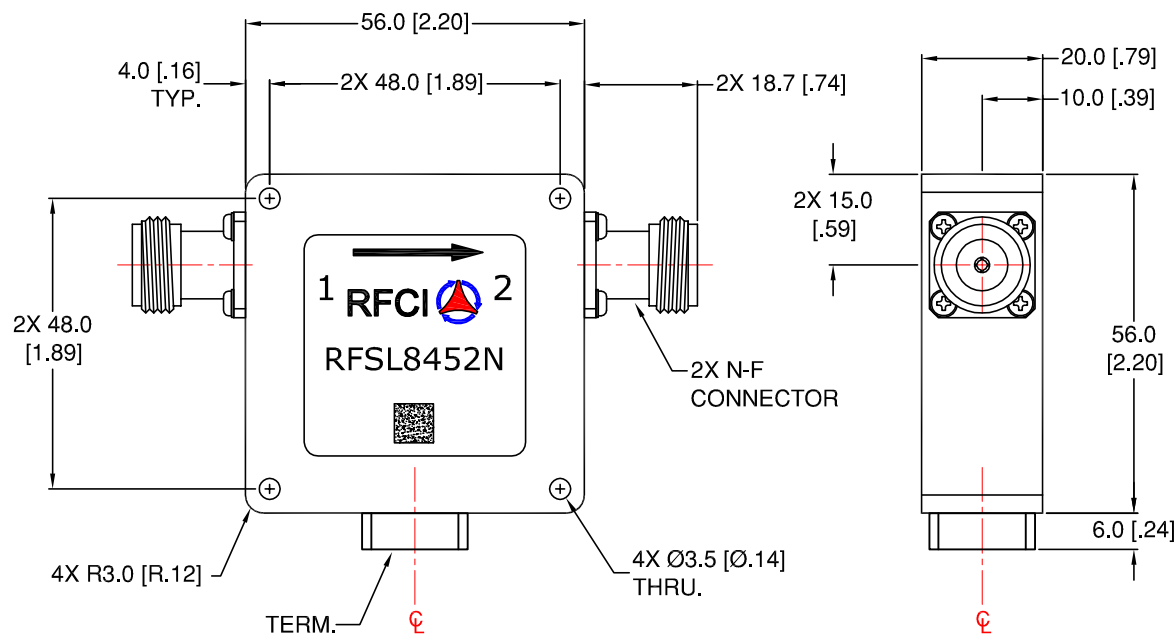 56.0 [2.20]
4.0 [.16]
TYP.
2X 48.0 [1.89]
2X 18.7 [.74]
20.0 [.79]
10.0 [.39]
2X 15.0
[.59]
1
RFCI
2
RFSL8452N
2X 48.0
[1.89]
2X N-F
CONNECTOR
56.0
[2.20]
4X R3.0 [R.12]
TERM.
4X Ø3.5 [Ø.14]
THRU.
6.0 [.24]
℄
℄